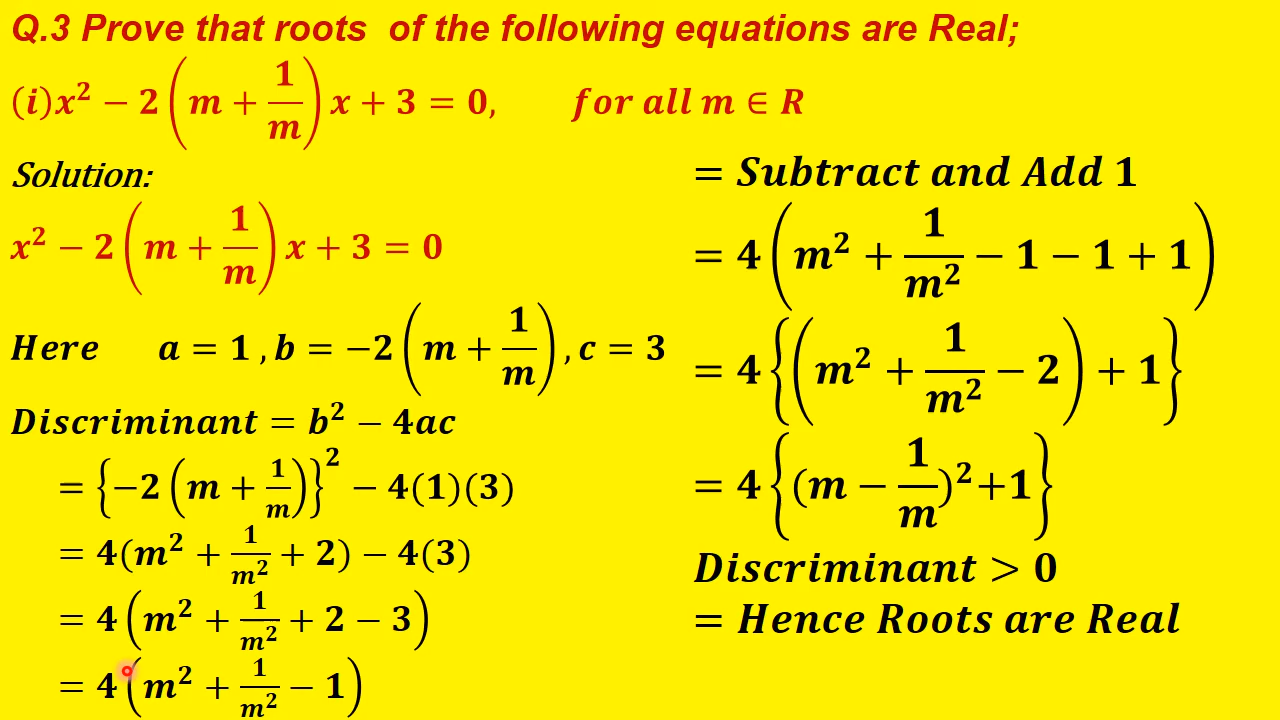 Q.3 Prove that roots of the following equations are Real;
(i)x² − 2(m + 1/m)x + 3 = 0, for all m ∈ R
Solution:
x² − 2(m + 1/m)x + 3 = 0
Here a = 1 , b = −2(m + 1/m), c = 3
Discriminant = b² − 4ac
= {−2(m + 1/m)}² − 4(1)(3)
= 4(m² + 1/m² + 2) − 4(3)
= 4(m² + 1/m² + 2 − 3)
= 4(m² + 1/m² − 1)
= Subtract and Add 1
= 4(m² + 1/m² − 1 − 1 + 1)
= 4{(m² + 1/m² − 2) + 1}
= 4{(m − 1/m)²+1}
Discriminant > 0
= Hence Roots are Real